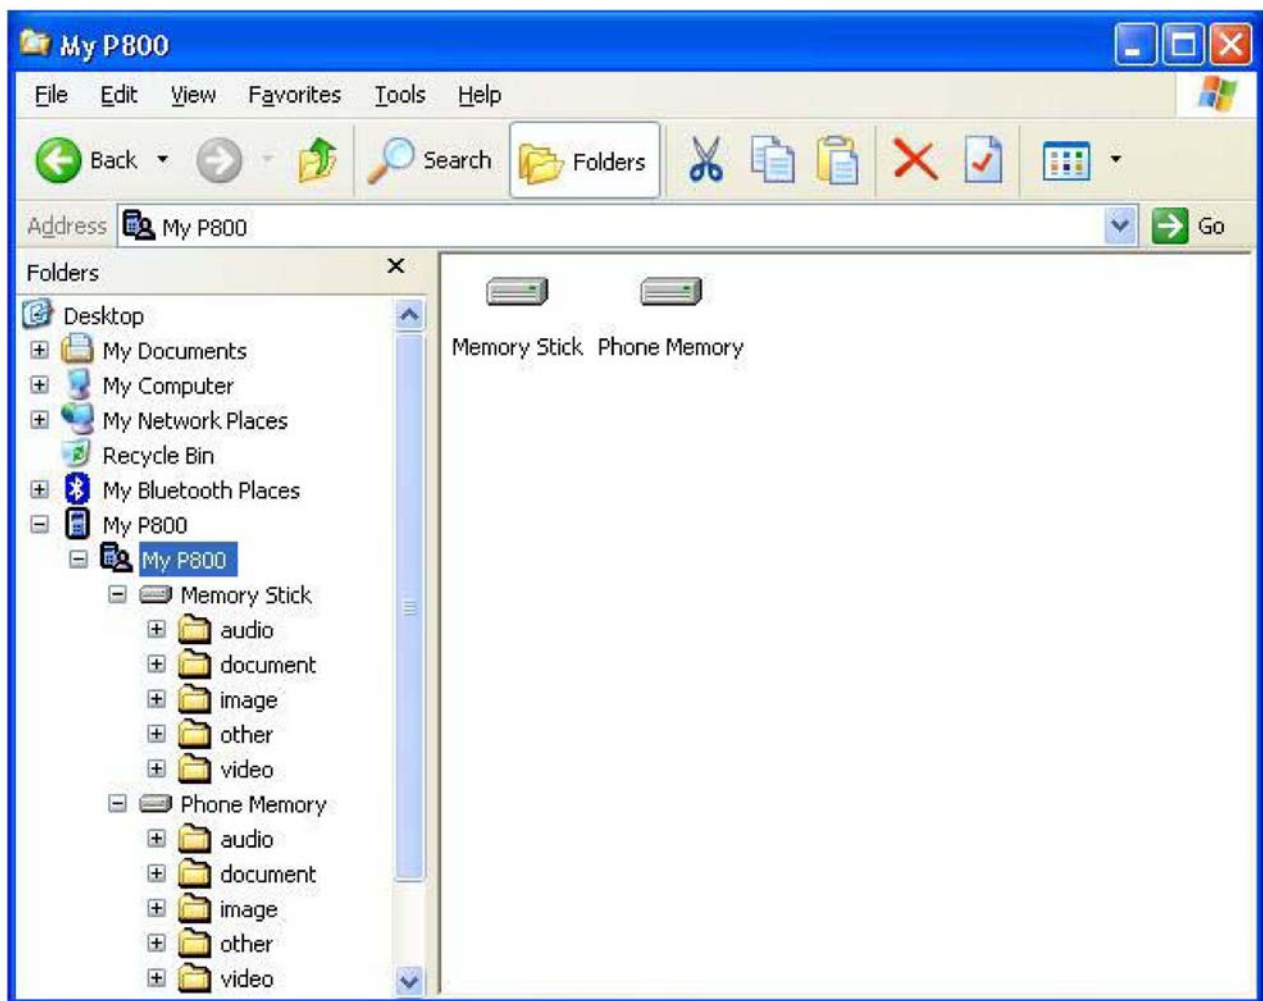 My P800
File Edit View Favorites Tools Help
Back Search Folders
Address My P800 Go
Folders
Desktop
My Documents
My Computer
My Network Places
Recycle Bin
My Bluetooth Places
My P800
My P800
Memory Stick
audio
document
image
other
video
Phone Memory
audio
document
image
other
video
Memory Stick Phone Memory